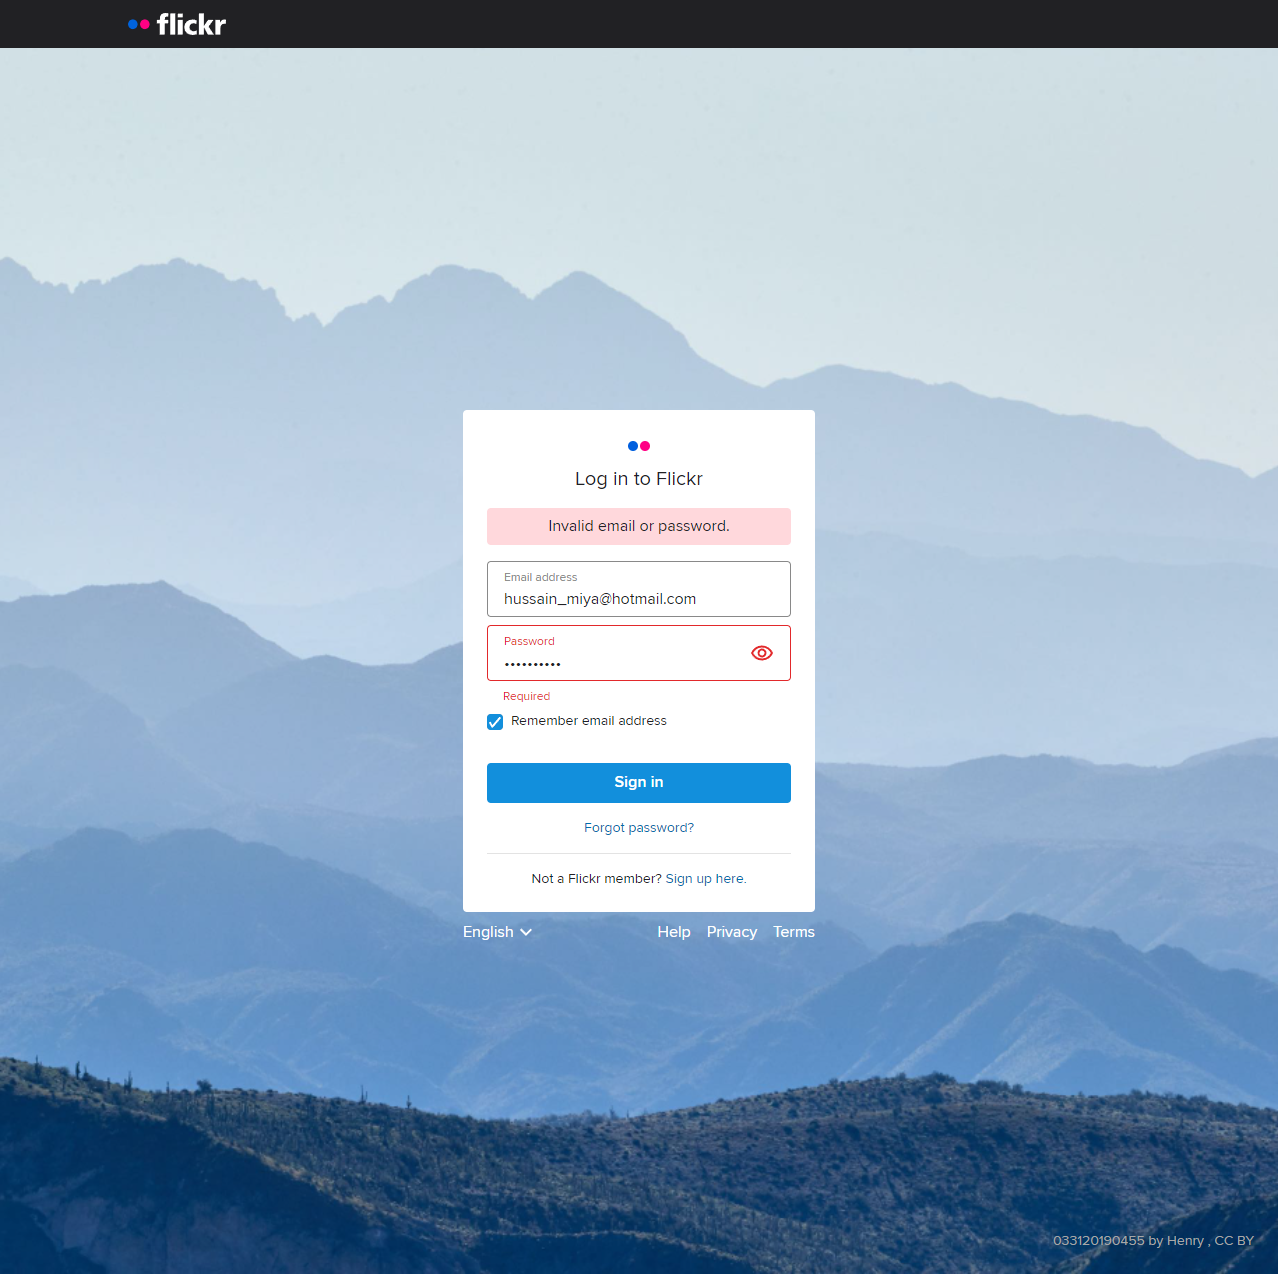 flickr
Log in to Flickr
Invalid email or password.
Email address
hussain_miya@hotmail.com
Password
••••••••••
Required
Remember email address
Sign in
Forgot password?
Not a Flickr member? Sign up here.
English Help Privacy Terms
033120190455 by Henry , CC BY